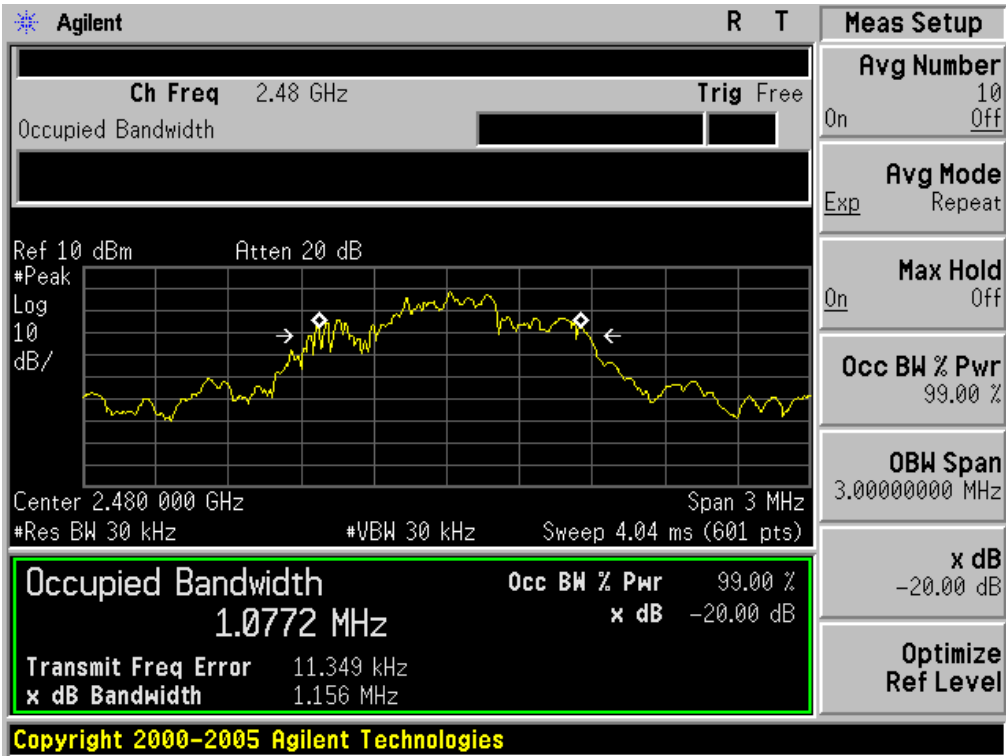 Agilent R T
Ch Freq 2.48 GHz Trig Free
Occupied Bandwidth
Ref 10 dBm Atten 20 dB
#Peak
Log
10
dB/
Center 2.480 000 GHz Span 3 MHz
#Res BW 30 kHz #VBW 30 kHz Sweep 4.04 ms (601 pts)
Occupied Bandwidth Occ BW % Pwr 99.00 %
1.0772 MHz x dB -20.00 dB
Transmit Freq Error 11.349 kHz
x dB Bandwidth 1.156 MHz
Copyright 2000-2005 Agilent Technologies
Meas Setup
Avg Number
10
On Off
Avg Mode
Exp Repeat
Max Hold
On Off
Occ BW % Pwr
99.00 %
OBW Span
3.00000000 MHz
x dB
-20.00 dB
Optimize
Ref Level